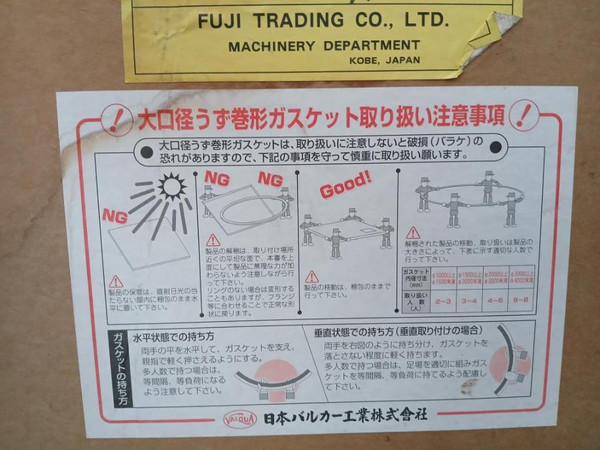 FUJI TRADING CO., LTD.
MACHINERY DEPARTMENT
KOBE, JAPAN
大口径うず巻形ガスケット取り扱い注意事項
大口径うず巻形ガスケットは、取り扱いに注意しないと破損(バラケ)の
恐れがありますので、下記の事項を守って慎重に取り扱い願います。
NG
製品の保管は、直射日光の当
たらない屋内に梱包のまま水
平に置いて下さい。
NG
NG
製品の解梱は、取り付け場所
近くの平坦な面で、本書を上
面にして製品に無理な力が加
わらないよう注意しながら行
って下さい。
リングのない場合は変形する
こともありますが、フランジ
等に合わせることで正常な形
状に戻ります。
Good!
製品の移動は、梱包のままで行
って下さい。
解梱された製品の移動、取り扱いは製品の
大きさによって、下表に示す適切な人数で
行って下さい。
ガスケット
内径寸法
(mm)
取り扱い
人数
(人)
2~3
3~4
4~6
6~8
ガスケットの持ち方
水平状態での持ち方
両手の平を水平して、ガスケットを支え、
親指で軽く押さえるようにする。
多人数で持つ場合は、
等間隔、等負荷になる
よう注意して下さい。
垂直状態での持ち方(垂直取り付けの場合)
両手を右図のように持ち分け、ガスケットを
落とさない程度に軽く持ちます。
多人数で持つ場合は、足場を適切に組みガ
スケットを等間隔、等負荷に持てるよう配慮し
て下さい。
VALQUA 日本バルカー工業株式會社